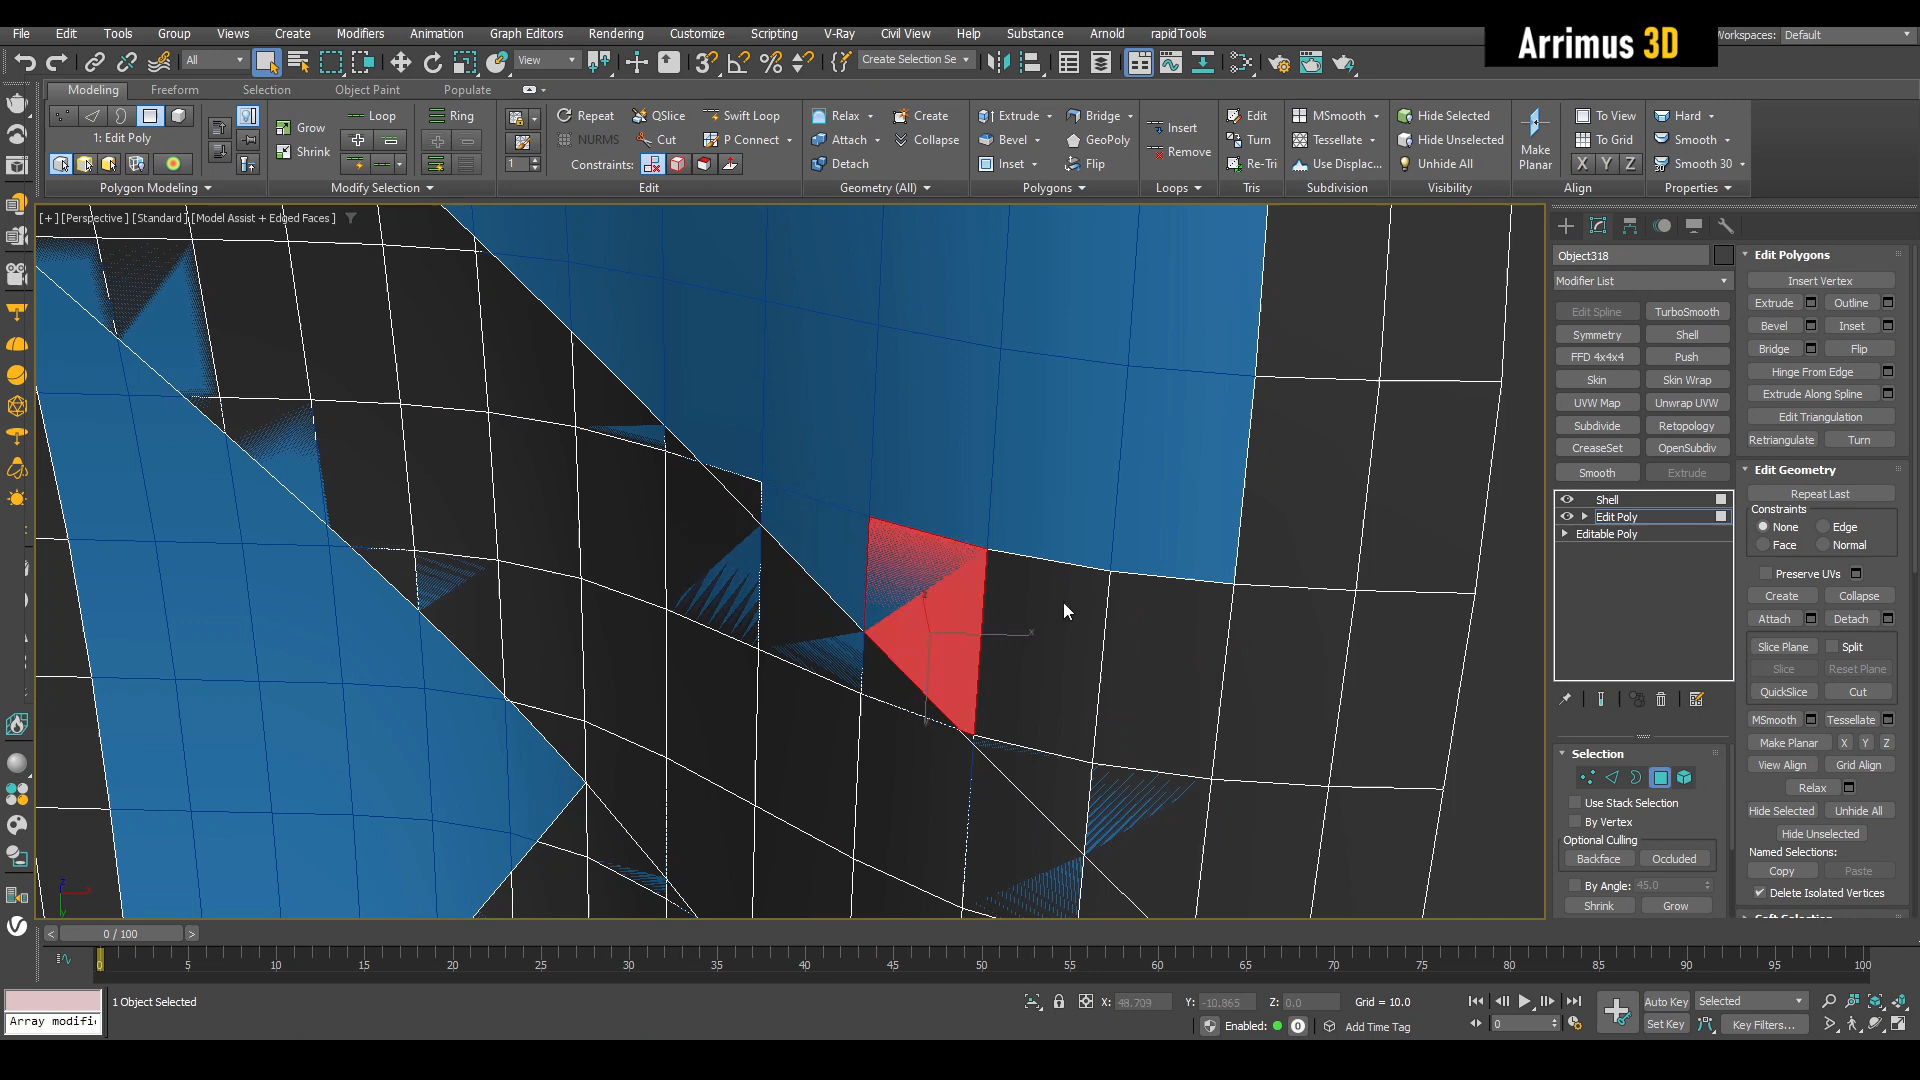 File Edit Tools Group Views Create Modifiers Animation Graph Editors Rendering Customize Scripting V-Ray Civil View Help Substance Arnold rapidTools
Arrimus 3D
Workspaces: Default
All View Create Selection Se
Modeling Freeform Selection Object Paint Populate
Loop Ring Repeat QSlice Swift Loop Relax Create Extrude Bridge Insert Edit MSmooth Hide Selected To View Hard
1: Edit Poly Grow NURMS Cut P Connect Attach Collapse Bevel GeoPoly Turn Tessellate Hide Unselected Make Planar To Grid Smooth
Shrink 1 Constraints: Detach Inset Flip Remove Re-Tri Use Displac... Unhide All X Y Z Smooth 30
Polygon Modeling Modify Selection Edit Geometry (All) Polygons Loops Tris Subdivision Visibility Align Properties
[+] [Perspective] [Standard] [Model Assist + Edged Faces]
Object318
Modifier List
Edit Spline TurboSmooth
Symmetry Shell
FFD 4x4x4 Push
Skin Skin Wrap
UVW Map Unwrap UVW
Subdivide Retopology
CreaseSet OpenSubdiv
Smooth Extrude
Shell
Edit Poly
Editable Poly
Selection
Use Stack Selection
By Vertex
Optional Culling
Backface Occluded
By Angle: 45.0
Shrink Grow
Edit Polygons
Insert Vertex
Extrude Outline
Bevel Inset
Bridge Flip
Hinge From Edge
Extrude Along Spline
Edit Triangulation
Retriangulate Turn
Edit Geometry
Repeat Last
Constraints
None Edge
Face Normal
Preserve UVs
Create Collapse
Attach Detach
Slice Plane Split
Slice Reset Plane
QuickSlice Cut
MSmooth Tessellate
Make Planar X Y Z
View Align Grid Align
Relax
Hide Selected Unhide All
Hide Unselected
Named Selections:
Copy Paste
Delete Isolated Vertices
x
z
y
< 0 / 100 >
0 5 10 15 20 25 30 35 40 45 50 55 60 65 70 75 80 85 90 95 100
1 Object Selected X: 48.709 Y: -10.865 Z: 0.0 Grid = 10.0 Auto Key Selected
Array modifi
Enabled: 0 Add Time Tag 0 Set Key Key Filters...